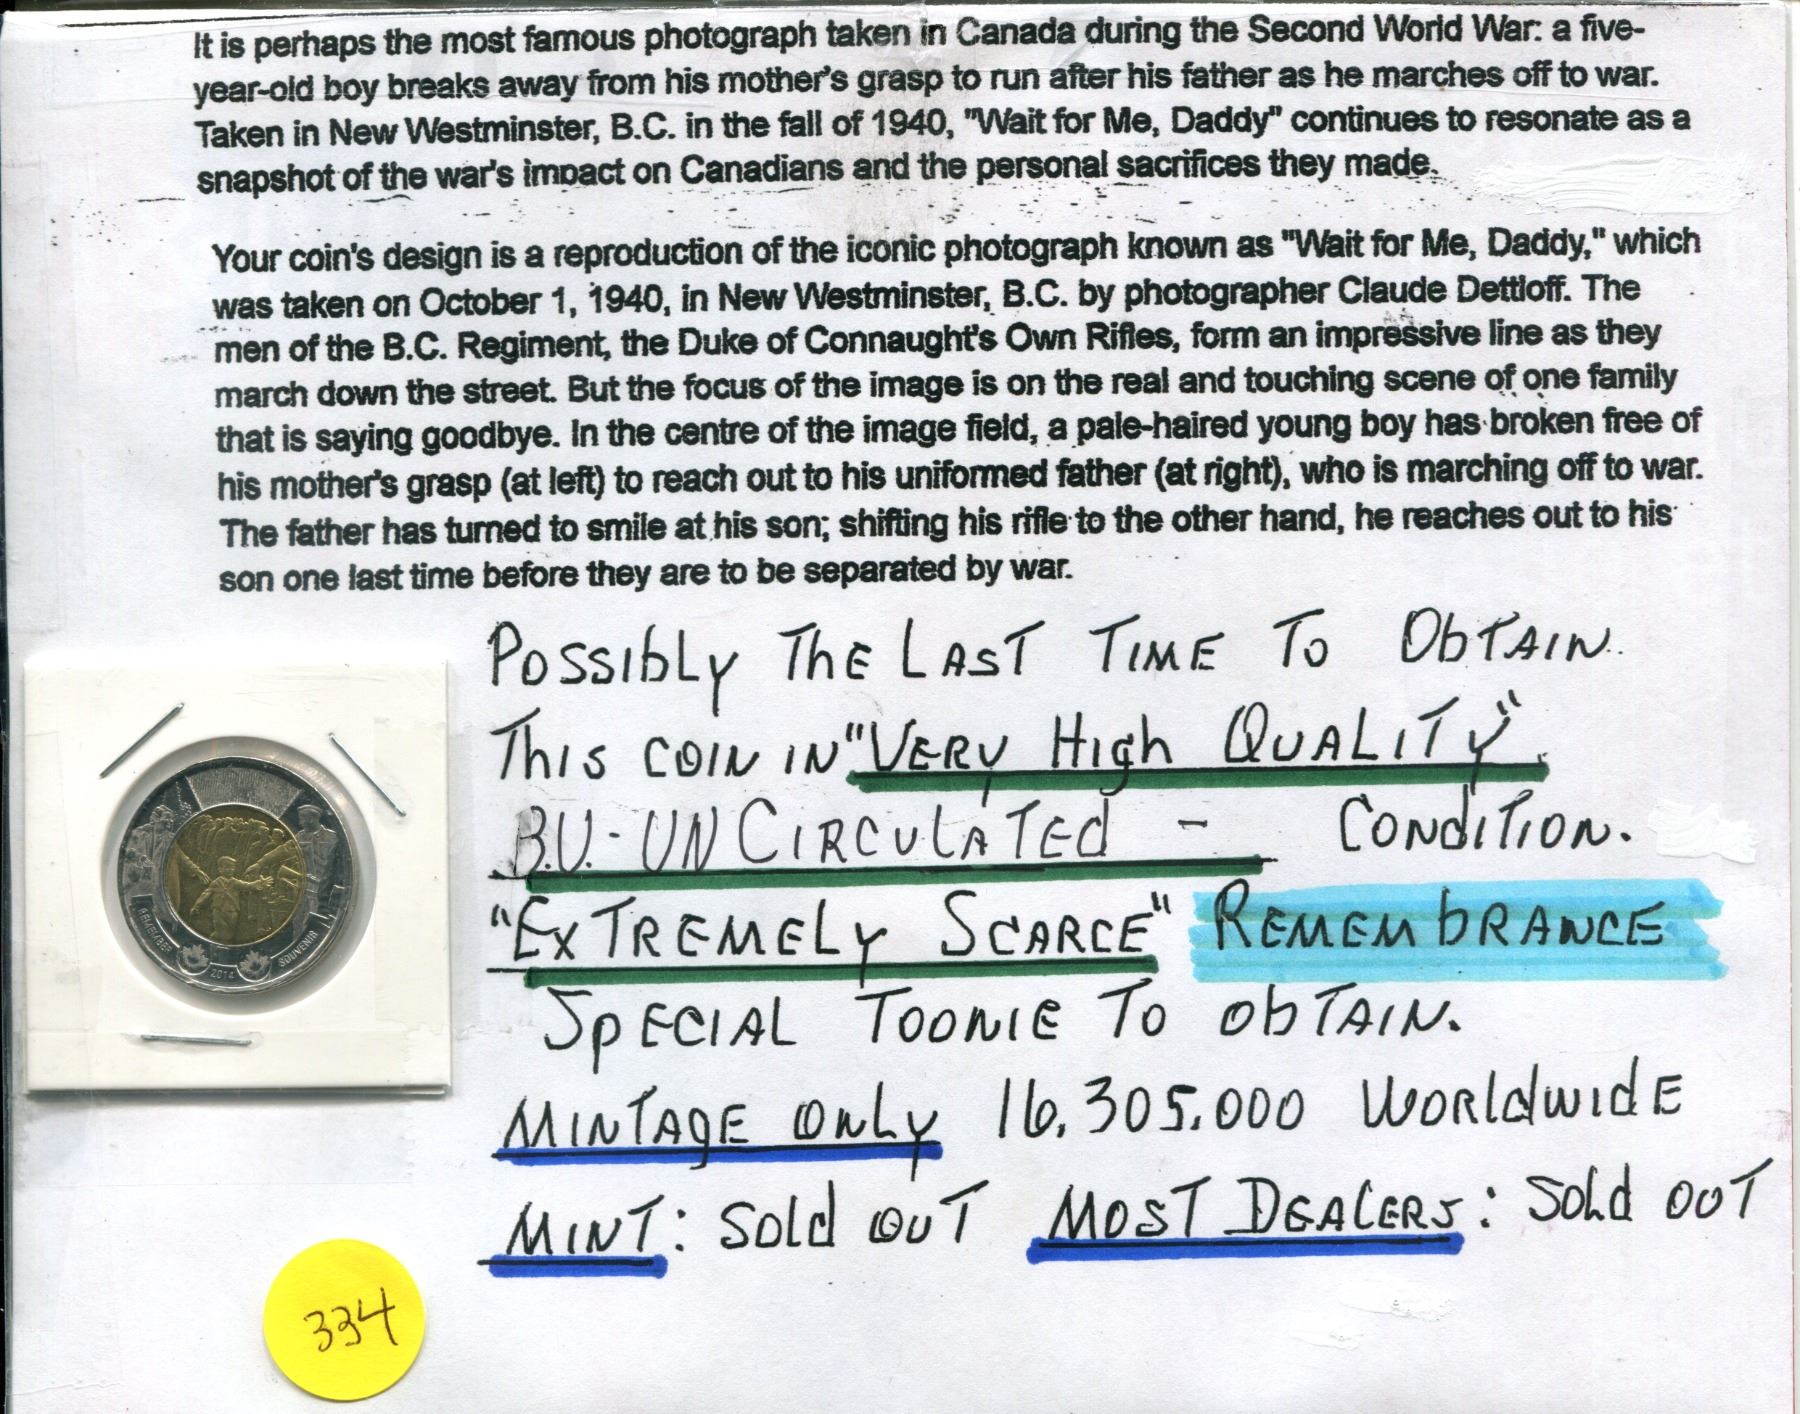 It is perhaps the most famous photograph taken in Canada during the Second World War: a five-
year-old boy breaks away from his mother's grasp to run after his father as he marches off to war.
Taken in New Westminster, B.C. in the fall of 1940, "Wait for Me, Daddy" continues to resonate as a
snapshot of the war's impact on Canadians and the personal sacrifices they made.
Your coin's design is a reproduction of the iconic photograph known as "Wait for Me, Daddy," which
was taken on October 1, 1940, in New Westminster, B.C. by photographer Claude Dettloff. The
men of the B.C. Regiment, the Duke of Connaught's Own Rifles, form an impressive line as they
march down the street. But the focus of the image is on the real and touching scene of one family
that is saying goodbye. In the centre of the image field, a pale-haired young boy has broken free of
his mother's grasp (at left) to reach out to his uniformed father (at right), who is marching off to war.
The father has turned to smile at his son; shifting his rifle to the other hand, he reaches out to his
son one last time before they are to be separated by war.
POSSIbLy ThE LAST TIME To ObTAIN.
This COIN IN "VERy High QUALITy".
B.U.-UNCIRCULATEd - CONdITION.
"ExTREMELy SCARCE" REMEMbRANCE
SpECIAL TOONIE To ObTAIN.
MINTAgE ONLy 16,305,000 WORldwidE
MINT: Sold OUT MOST DEALERS: Sold OUT
REMEMBER
2014
SOUVENIR
334